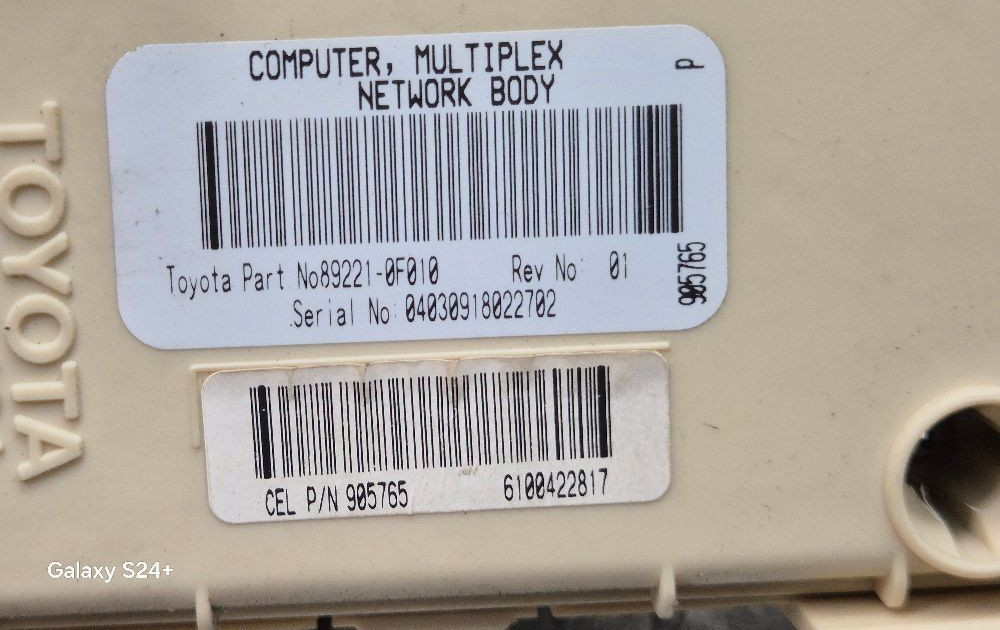 COMPUTER, MULTIPLEX
NETWORK BODY
P
Toyota Part No89221-0F010 Rev No: 01
Serial No: 04030918022702
905765
CEL P/N 905765 6100422817
TOYOTA
Galaxy S24+